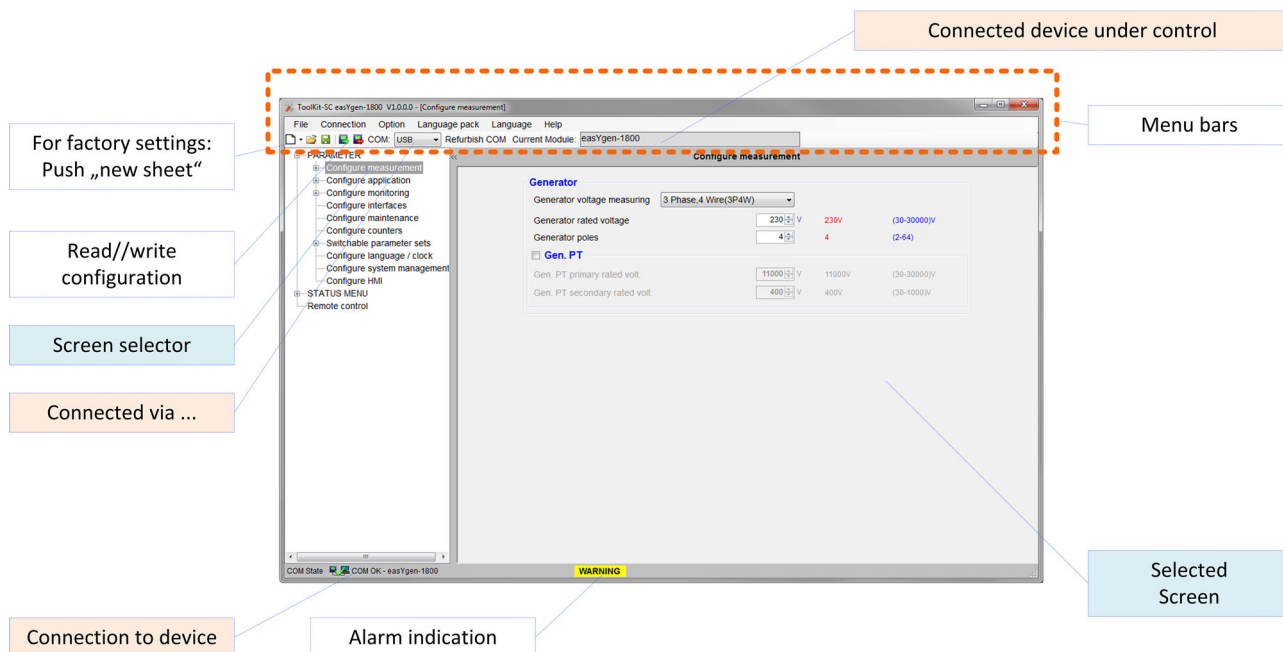 Connected device under control
ToolKit-SC easYgen-1800 V1.0.0.0 - [Configure measurement]
File Connection Option Language pack Language Help
COM: USB Refurbish COM Current Module: easYgen-1800
Menu bars
For factory settings:
Push „new sheet“
PARAMETER
Configure measurement
Configure application
Configure monitoring
Configure interfaces
Configure maintenance
Configure counters
Switchable parameter sets
Configure language / clock
Configure system management
Configure HMI
STATUS MENU
Remote control
Configure measurement
Generator
Generator voltage measuring 3 Phase,4 Wire(3P4W)
Generator rated voltage 230 V 230V (30-30000)V
Generator poles 4 4 (2-64)
Gen. PT
Gen. PT primary rated volt. 11000 V 11000V (30-30000)V
Gen. PT secondary rated volt. 400 V 400V (30-1000)V
Read//write
configuration
Screen selector
Connected via ...
COM State COM OK - easYgen-1800
WARNING
Selected
Screen
Connection to device
Alarm indication